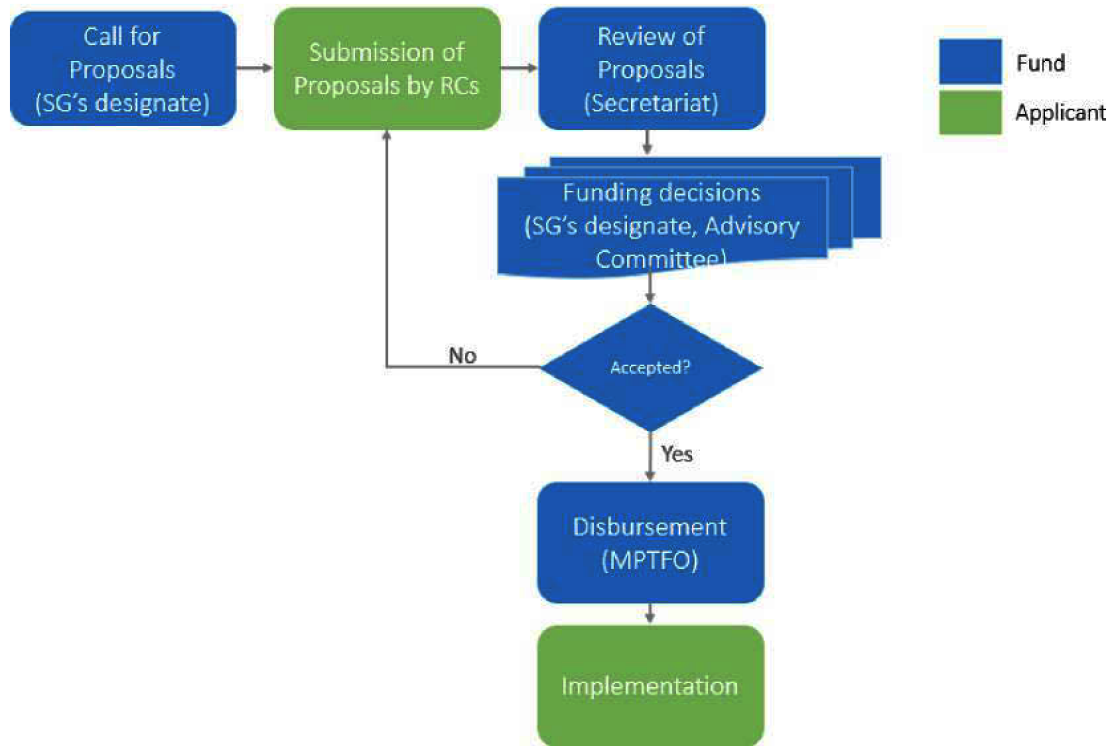 Call for
Proposals
(SG's designate)
Submission of
Proposals by RCs
Review of
Proposals
(Secretariat)
Fund
Applicant
Funding decisions
(SG's designate, Advisory
Committee)
Accepted?
No
Yes
Disbursement
(MPTFO)
Implementation